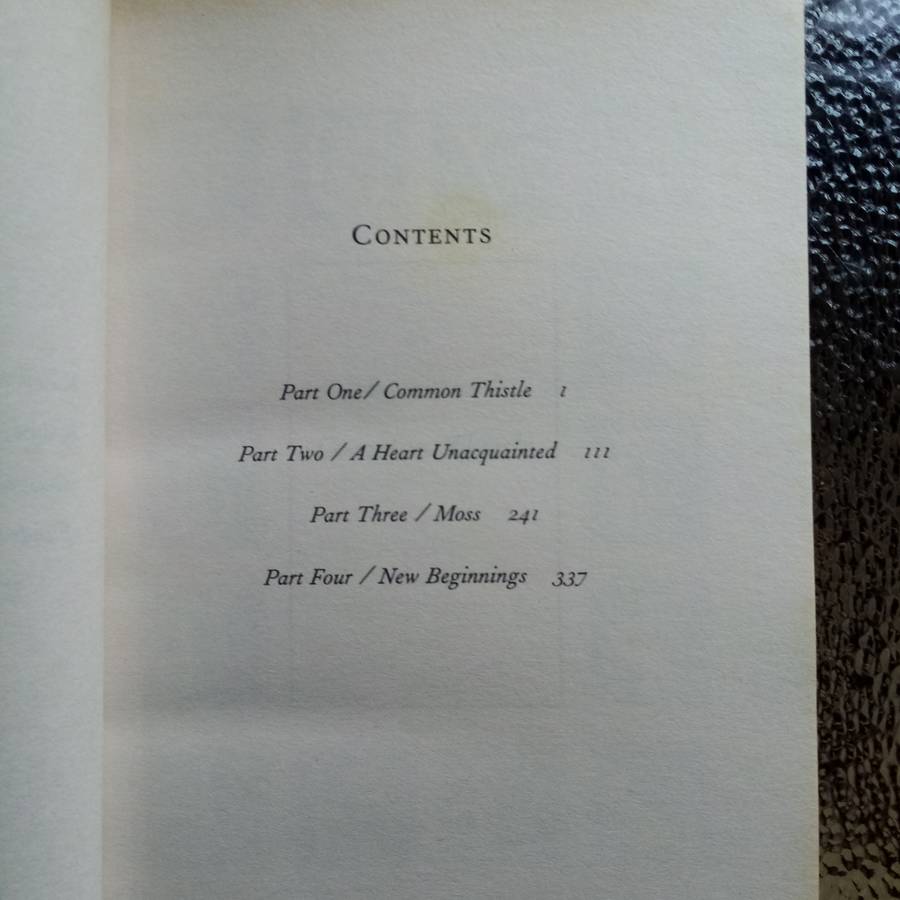 CONTENTS
Part One/ Common Thistle 1
Part Two / A Heart Unacquainted 111
Part Three / Moss 241
Part Four / New Beginnings 337